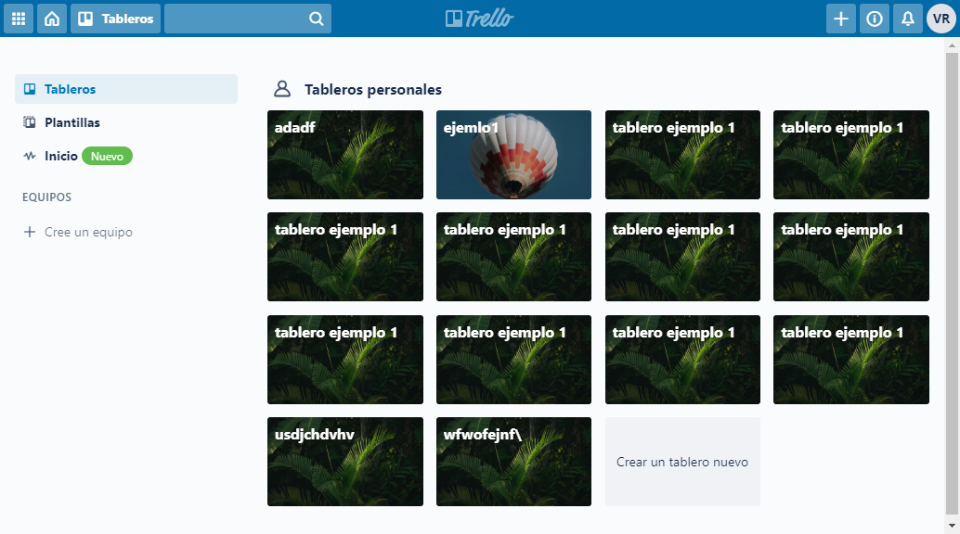 Tableros
Trello
VR
Tableros
Plantillas
Inicio Nuevo
EQUIPOS
Cree un equipo
Tableros personales
adadf
ejemlo1
tablero ejemplo 1
tablero ejemplo 1
tablero ejemplo 1
tablero ejemplo 1
tablero ejemplo 1
tablero ejemplo 1
tablero ejemplo 1
tablero ejemplo 1
tablero ejemplo 1
tablero ejemplo 1
usdjchdvhv
wfwofejnf\
Crear un tablero nuevo